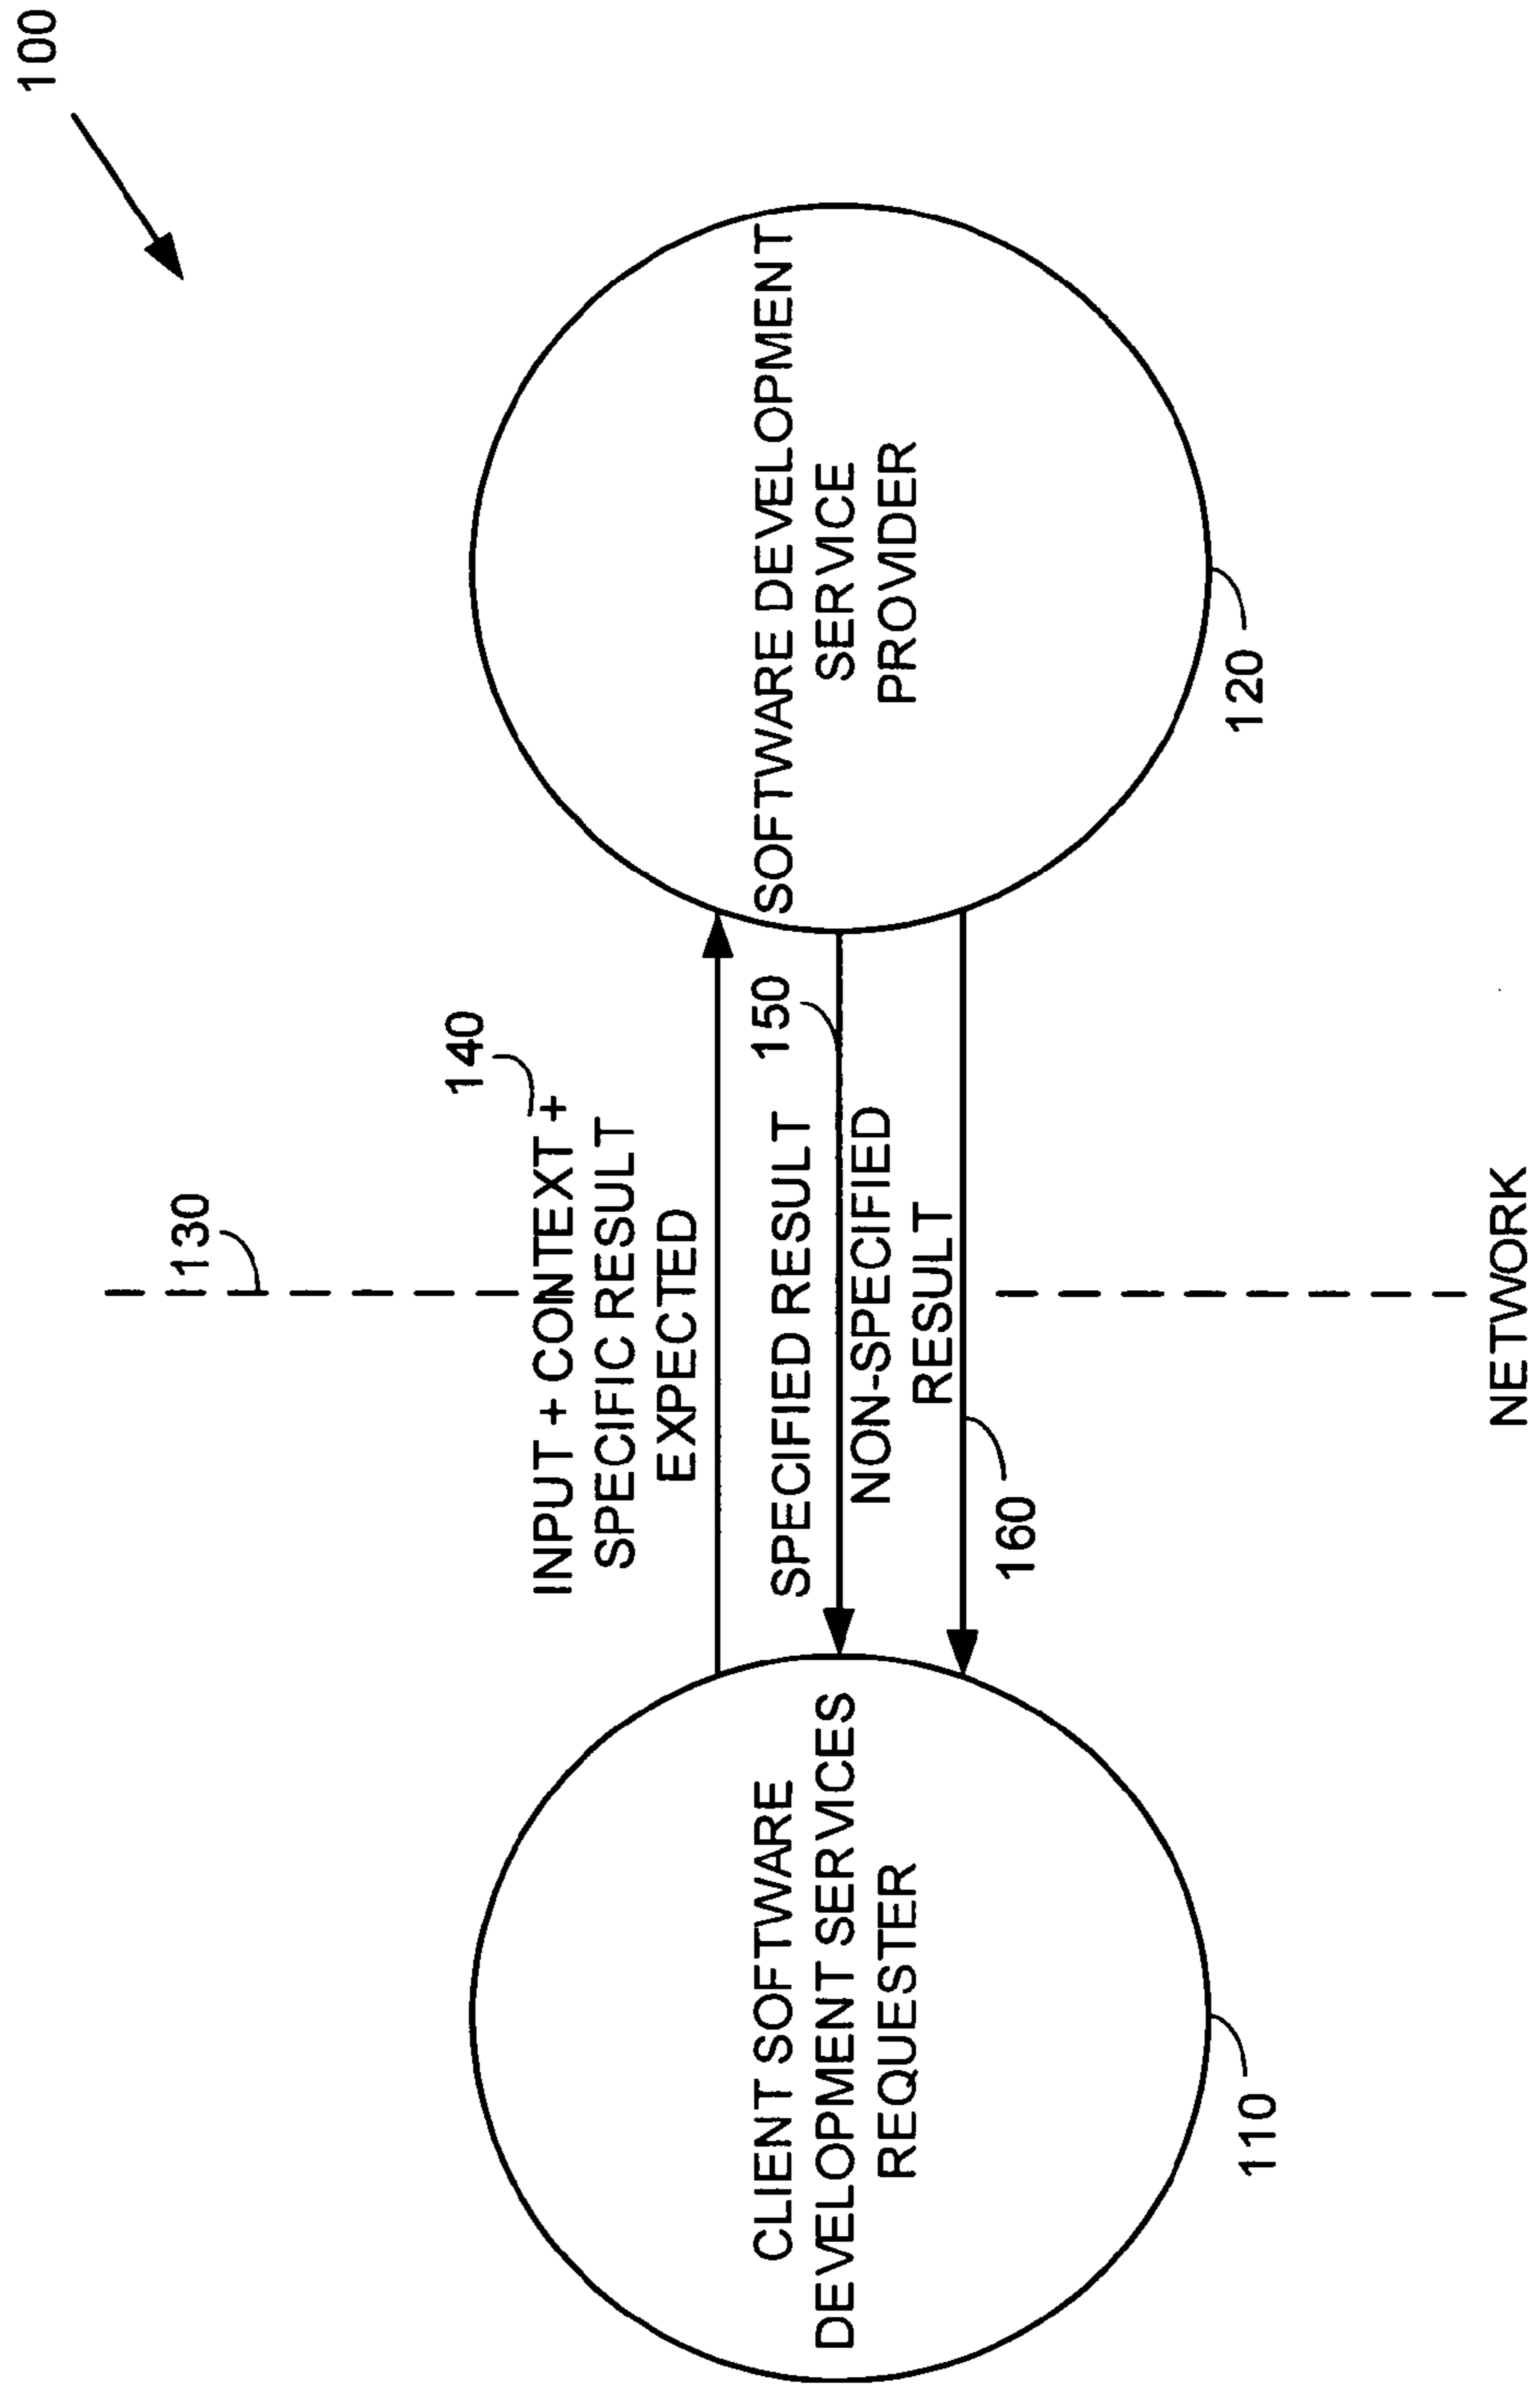 100
130
140
INPUT + CONTEXT +
SPECIFIC RESULT
EXPECTED
150
SPECIFIED RESULT
NON-SPECIFIED
RESULT
160
CLIENT SOFTWARE
DEVELOPMENT SERVICES
REQUESTER
110
SOFTWARE DEVELOPMENT
SERVICE
PROVIDER
120
NETWORK